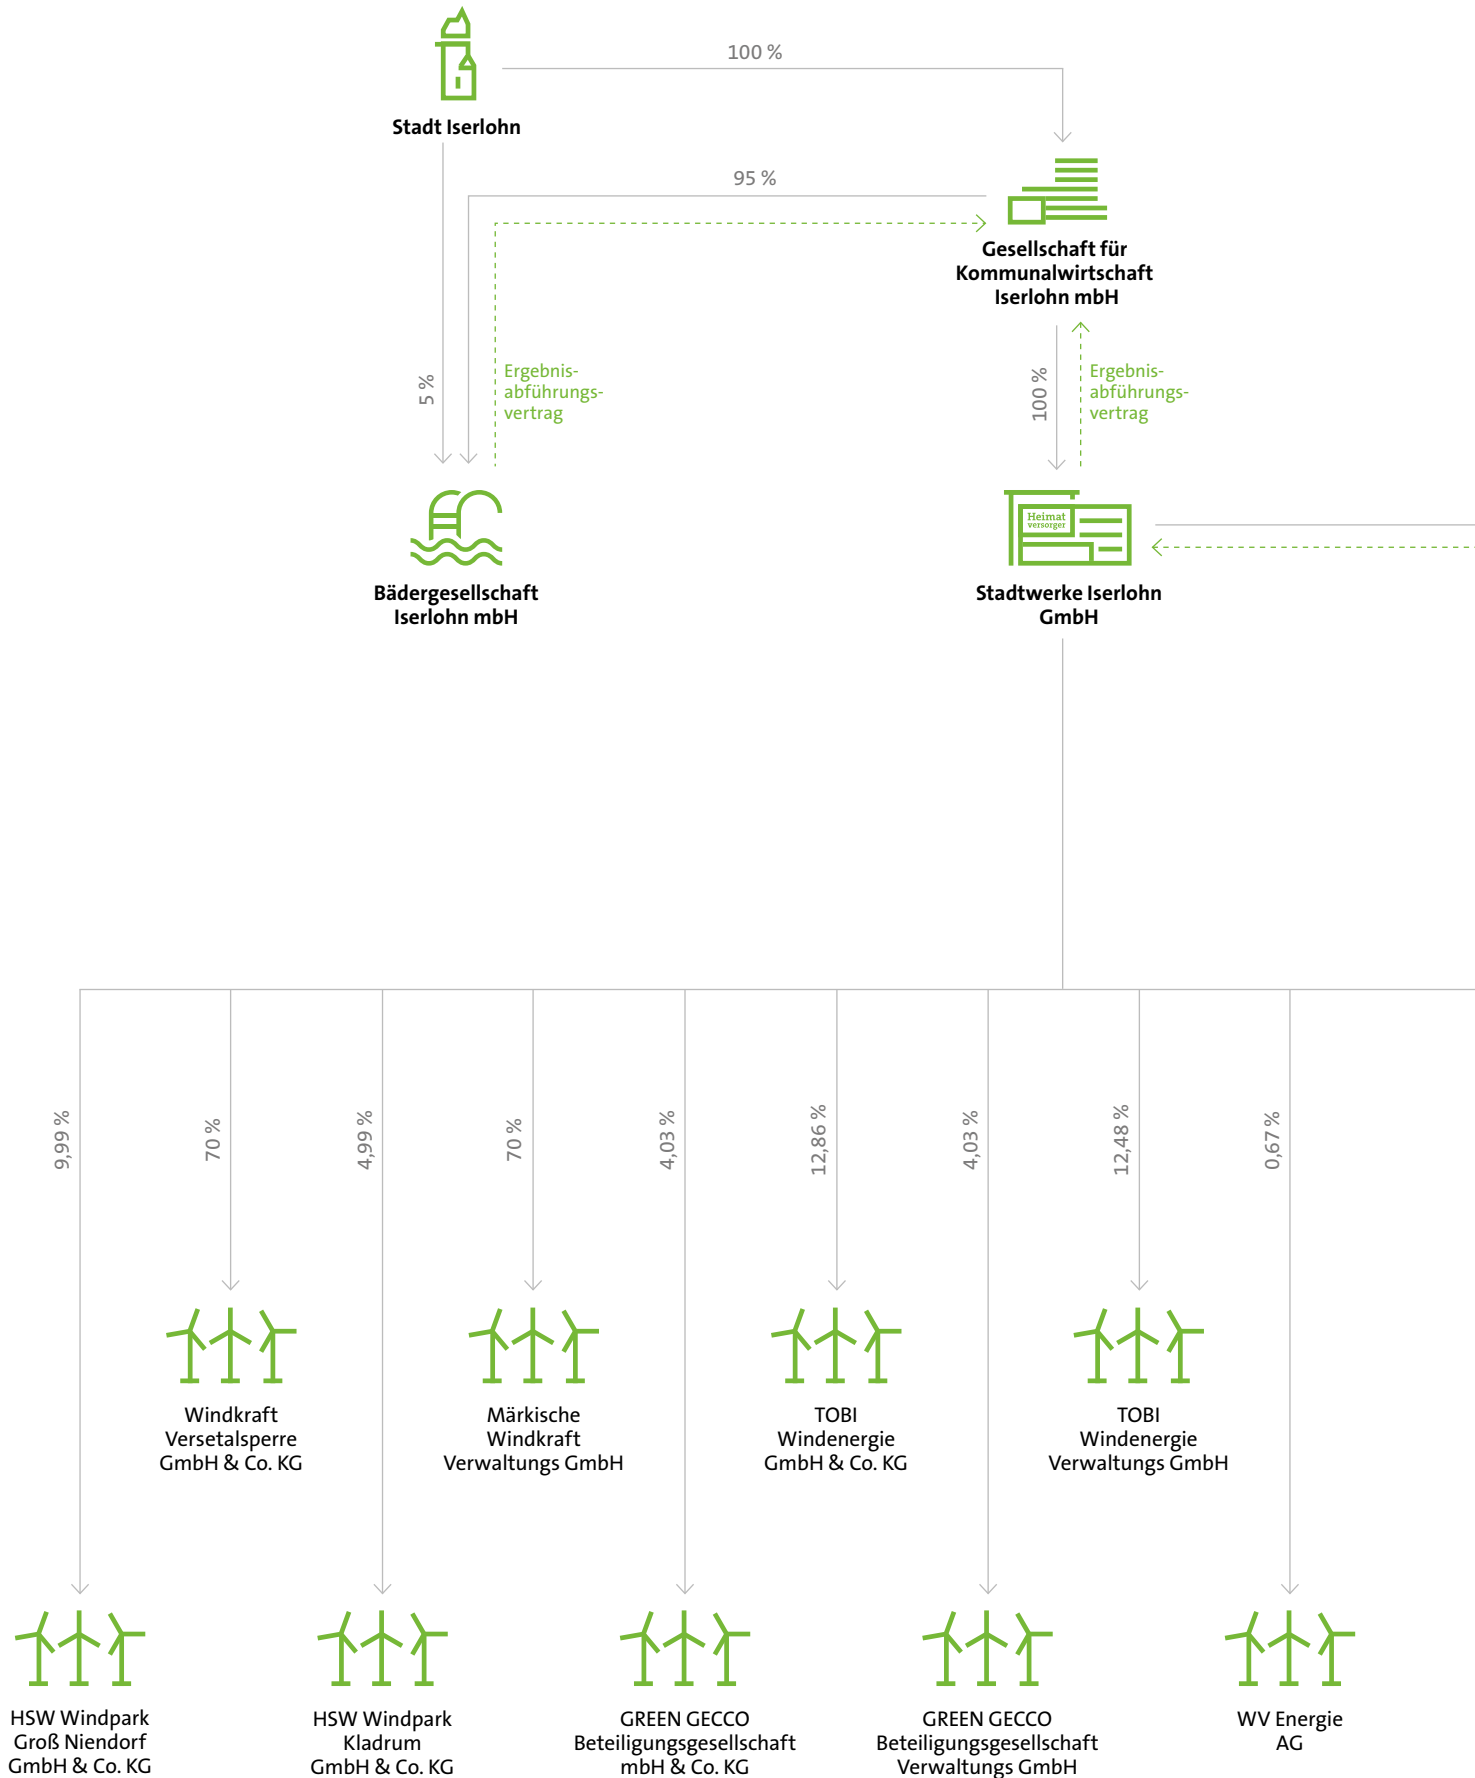 100 %
Stadt Iserlohn
95 %
Gesellschaft für
Kommunalwirtschaft
Iserlohn mbH
5 %
Ergebnis-
abführungs-
vertrag
100 %
Ergebnis-
abführungs-
vertrag
Heimat
versorger
Bädergesellschaft
Iserlohn mbH
Stadtwerke Iserlohn
GmbH
9,99 %
70 %
4,99 %
70 %
4,03 %
12,86 %
4,03 %
12,48 %
0,67 %
Windkraft
Versetalsperre
GmbH & Co. KG
Märkische
Windkraft
Verwaltungs GmbH
TOBI
Windenergie
GmbH & Co. KG
TOBI
Windenergie
Verwaltungs GmbH
HSW Windpark
Groß Niendorf
GmbH & Co. KG
HSW Windpark
Kladrum
GmbH & Co. KG
GREEN GECCO
Beteiligungsgesellschaft
mbH & Co. KG
GREEN GECCO
Beteiligungsgesellschaft
Verwaltungs GmbH
WV Energie
AG